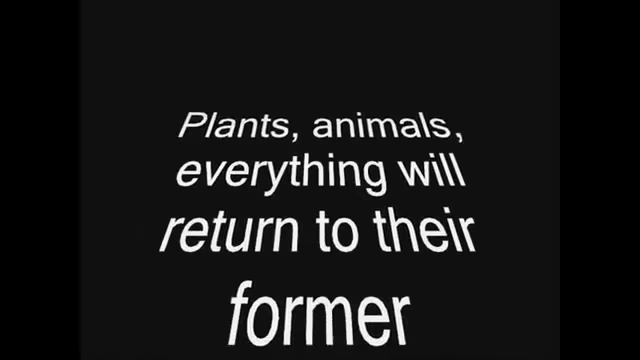 Plants, animals,
everything will
return to their
former